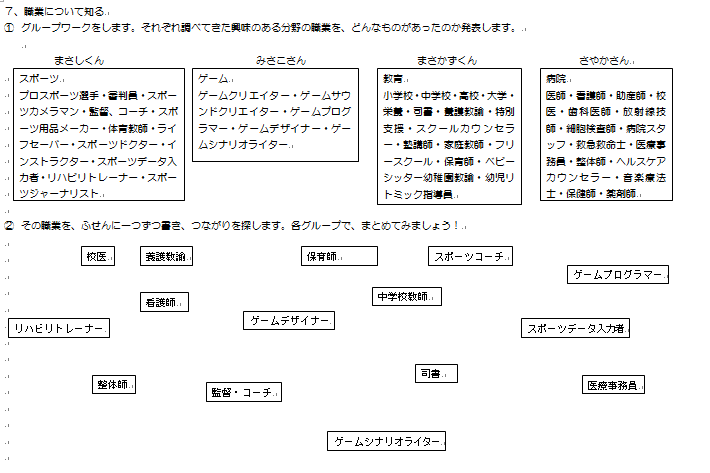 ７、職業について知る
① グループワークをします。それぞれ調べてきた興味のある分野の職業を、どんなものがあったのか発表します。
まさしくん
スポーツ
プロスポーツ選手・審判員・スポー
ツカメラマン・監督、コーチ・スポ
ーツ用品メーカー・体育教師・ライ
フセーバー・スポーツドクター・イ
ンストラクター・スポーツデータ入
力者・リハビリトレーナー・スポー
ツジャーナリスト
みさこさん
ゲーム
ゲームクリエイター・ゲームサウ
ンドクリエイター・ゲームプログ
ラマー・ゲームデザイナー・ゲー
ムシナリオライター
まさかずくん
教育
小学校・中学校・高校・大学・
栄養・司書・養護教諭・特別
支援・スクールカウンセラ
ー・塾講師・家庭教師・フリ
ースクール・保育師・ベビー
シッター幼稚園教諭・幼児リ
トミック指導員
さやかさん
病院
医師・看護師・助産師・校
医・歯科医師・放射線技
師・細胞検査師・病院スタ
ッフ・救急救命士・医療事
務員・整体師・ヘルスケア
カウンセラー・音楽療法
士・保健師・薬剤師
② その職業を、ふせんに一つずつ書き、つながりを探します。各グループで、まとめてみましょう！
校医
養護教諭
保育師
スポーツコーチ
ゲームプログラマー
看護師
中学校教師
リハビリトレーナー
ゲームデザイナー
スポーツデータ入力者
整体師
監督・コーチ
司書
医療事務員
ゲームシナリオライター